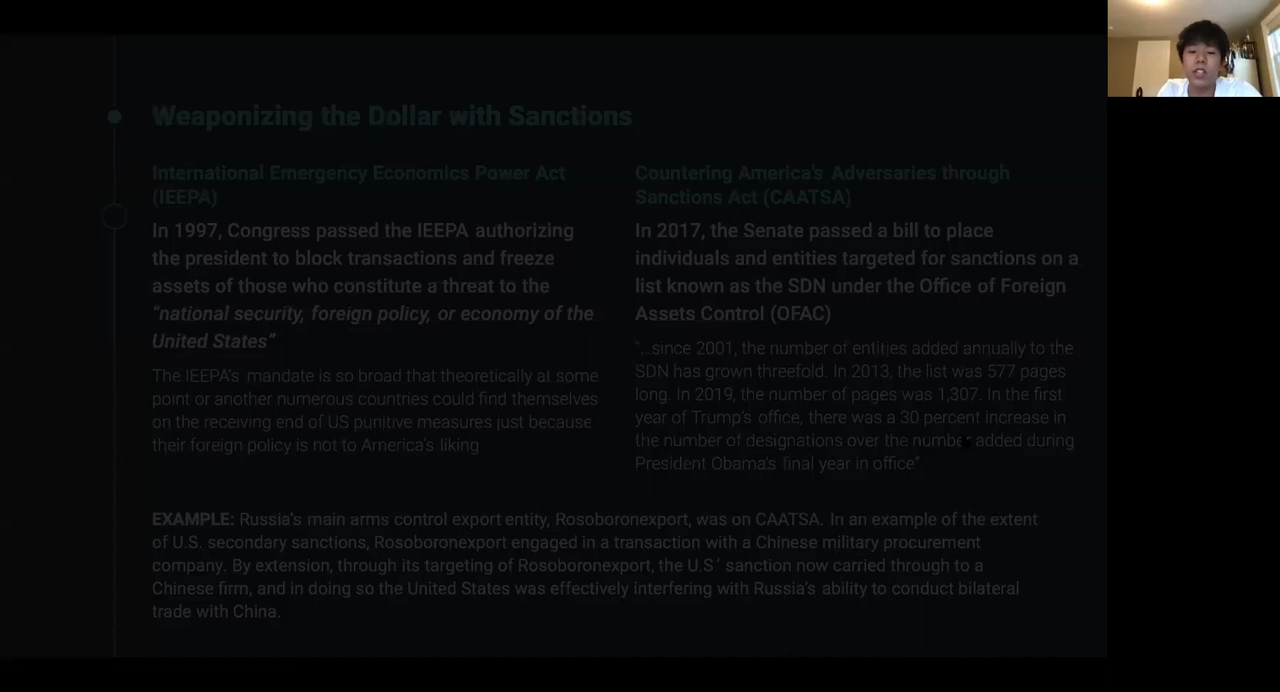 Weaponizing the Dollar with Sanctions
International Emergency Economics Power Act
(IEEPA)
In 1997, Congress passed the IEEPA authorizing
the president to block transactions and freeze
assets of those who constitute a threat to the
“national security, foreign policy, or economy of the
United States”
The IEEPA's mandate is so broad that theoretically at some
point or another numerous countries could find themselves
on the receiving end of US punitive measures just because
their foreign policy is not to America's liking
Countering America's Adversaries through
Sanctions Act (CAATSA)
In 2017, the Senate passed a bill to place
individuals and entities targeted for sanctions on a
list known as the SDN under the Office of Foreign
Assets Control (OFAC)
“...since 2001, the number of entities added annually to the
SDN has grown threefold. In 2013, the list was 577 pages
long. In 2019, the number of pages was 1,307. In the first
year of Trump's office, there was a 30 percent increase in
the number of designations over the number added during
President Obama's final year in office”
EXAMPLE: Russia's main arms control export entity, Rosoboronexport, was on CAATSA. In an example of the extent
of U.S. secondary sanctions, Rosoboronexport engaged in a transaction with a Chinese military procurement
company. By extension, through its targeting of Rosoboronexport, the U.S ' sanction now carried through to a
Chinese firm, and in doing so the United States was effectively interfering with Russia's ability to conduct bilateral
trade with China.